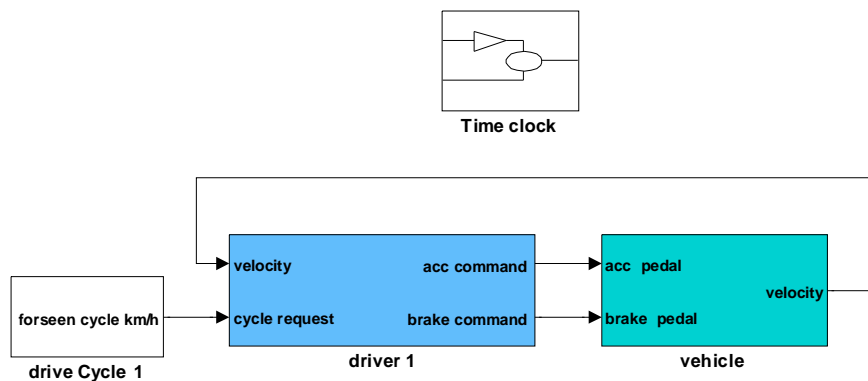 Time clock
velocity
acc command
acc  pedal
velocity
forseen cycle km/h
cycle request
brake command
brake  pedal
drive Cycle 1
driver 1
vehicle